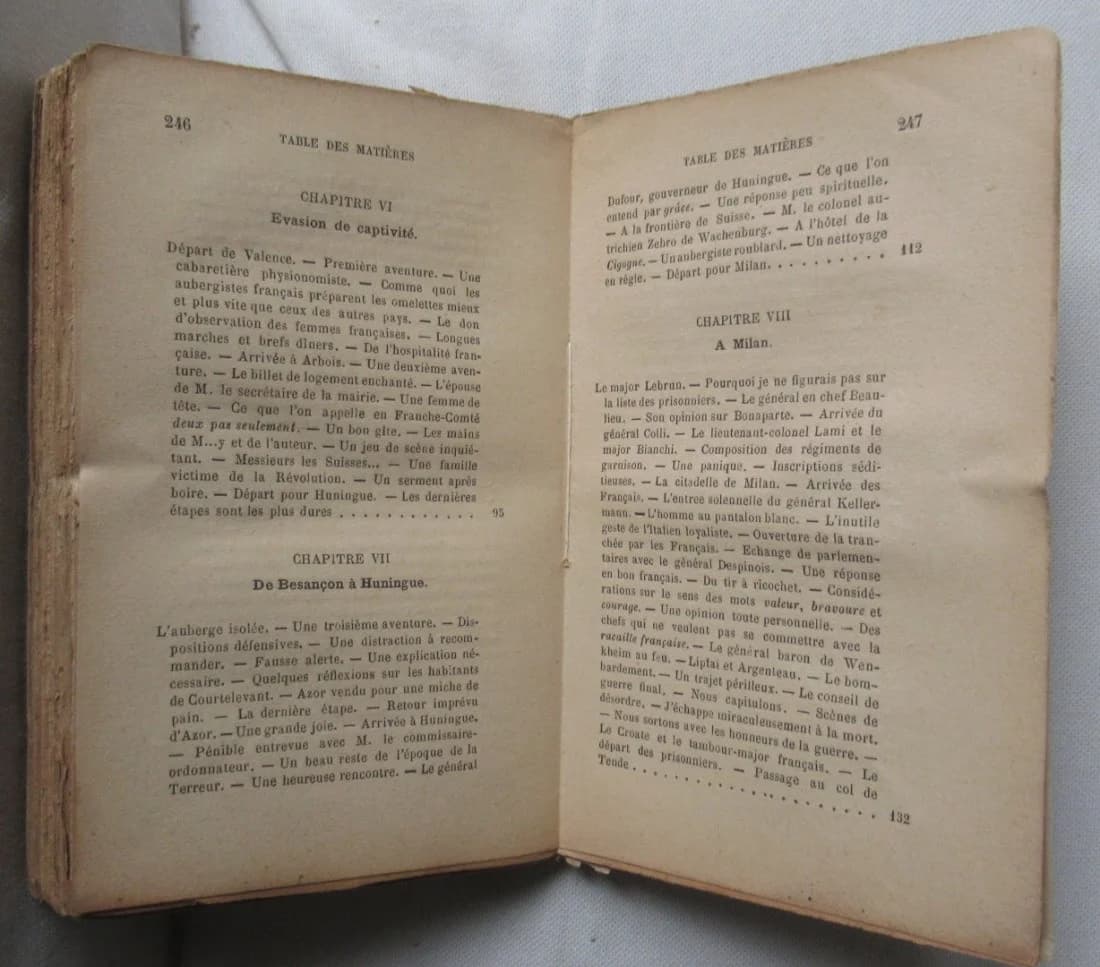 246
TABLE DES MATIÈRES
CHAPITRE VI
Evasion de captivité.
Départ de Valence. — Première aventure. — Une
cabaretière physionomiste. — Comme quoi les
aubergistes français préparent les omelettes mieux
et plus vite que ceux des autres pays. — Le don
d'observation des femmes françaises. — Longues
marches et brefs dîners. — De l'hospitalité fran-
çaise. — Arrivée à Arbois. — Une deuxième aven-
ture. — Le billet de logement enchanté. — L'épouse
de M. le secrétaire de la mairie. — Une femme de
tête. — Ce que l'on appelle en Franche-Comté
deux pas seulement. — Un bon gîte. — Les mains
de M...y et de l'auteur. — Un jeu de scène inquié-
tant. — Messieurs les Suisses... — Une famille
victime de la Révolution. — Un serment après
boire. — Départ pour Huningue. — Les dernières
étapes sont les plus dures . . . . . . . . . . . . 95
CHAPITRE VII
De Besançon à Huningue.
L'auberge isolée. — Une troisième aventure. — Dis-
positions défensives. — Une distraction à recom-
mander. — Fausse alerte. — Une explication né-
cessaire. — Quelques réflexions sur les habitants
de Courtelevant. — Azor vendu pour une miche de
pain. — La dernière étape. — Retour imprévu
d'Azor. — Une grande joie. — Arrivée à Huningue.
— Pénible entrevue avec M. le commissaire-
ordonnateur. — Un beau reste de l'époque de la
Terreur. — Une heureuse rencontre. — Le général
247
TABLE DES MATIÈRES
Dufour, gouverneur de Huningue. — Ce que l'on
entend par grâce. — Une réponse peu spirituelle.
— A la frontière de Suisse. — M. le colonel au-
trichien Zebro de Wachenburg. — A l'hôtel de la
Cigogne. — Un aubergiste roublard. — Un nettoyage
en règle. — Départ pour Milan. . . . . . . . . . 112
CHAPITRE VIII
A Milan.
Le major Lebrun. — Pourquoi je ne figurais pas sur
la liste des prisonniers. — Le général en chef Beau-
lieu. — Son opinion sur Bonaparte. — Arrivée du
général Colli. — Le lieutenant-colonel Lami et le
major Bianchi. — Composition des régiments de
garnison. — Une panique. — Inscriptions sédi-
tieuses. — La citadelle de Milan. — Arrivée des
Français. — L'entree solennelle du général Keller-
mann. — L'homme au pantalon blanc. — L'inutile
geste de l'Italien loyaliste. — Ouverture de la tran-
chée par les Français. — Echange de parlemen-
taires avec le général Despinois. — Une réponse
en bon français. — Du tir à ricochet. — Considé-
rations sur le sens des mots valeur, bravoure et
courage. — Une opinion toute personnelle. — Des
chefs qui ne veulent pas se commettre avec la
racaille française. — Le général baron de Wen-
kheim au feu. — Liptai et Argenteau. — Le bom-
bardement. — Un trajet périlleux. — Le conseil de
guerre final. — Nous capitulons. — Scènes de
désordre. — J'échappe miraculeusement à la mort.
— Nous sortons avec les honneurs de la guerre. —
Le Croate et le tambour-major français. — Le
départ des prisonniers. — Passage au col de
Tende . . . . . . . . . . . . . . . . . . . 132